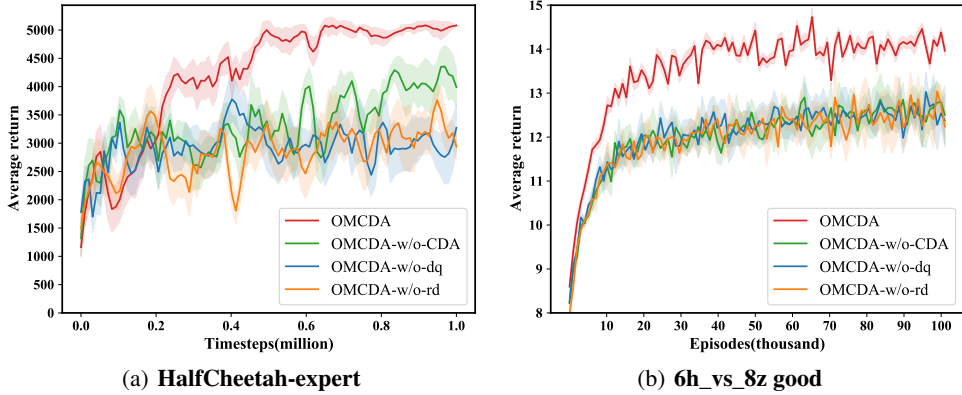 Average return
5000
4500
4000
3500
3000
2500
2000
1500
1000
500
0
0.0 0.2 0.4 0.6 0.8 1.0
Timesteps(million)
OMCDA
OMCDA-w/o-CDA
OMCDA-w/o-dq
OMCDA-w/o-rd
(a) HalfCheetah-expert
Average return
15
14
13
12
11
10
9
8
10 20 30 40 50 60 70 80 90 100
Episodes(thousand)
OMCDA
OMCDA-w/o-CDA
OMCDA-w/o-dq
OMCDA-w/o-rd
(b) 6h_vs_8z good